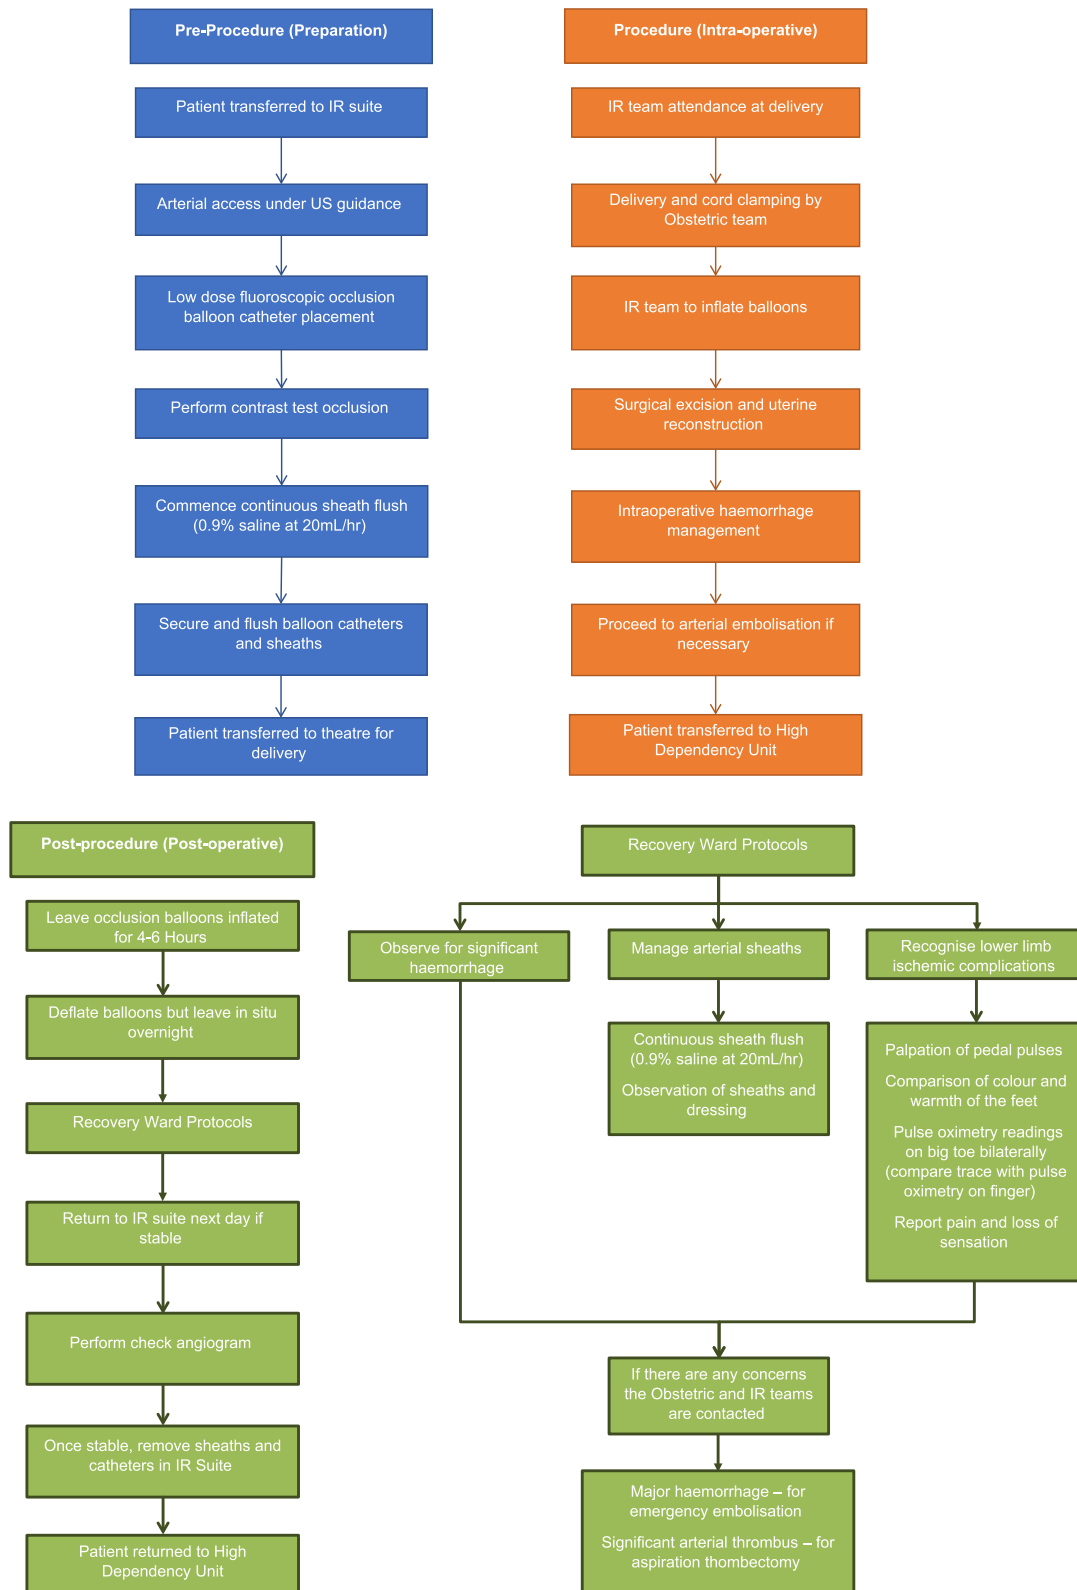 Pre-Procedure (Preparation)
Patient transferred to IR suite
Arterial access under US guidance
Low dose fluoroscopic occlusion
balloon catheter placement
Perform contrast test occlusion
Commence continuous sheath flush
(0.9% saline at 20mL/hr)
Secure and flush balloon catheters
and sheaths
Patient transferred to theatre for
delivery
Procedure (Intra-operative)
IR team attendance at delivery
Delivery and cord clamping by
Obstetric team
IR team to inflate balloons
Surgical excision and uterine
reconstruction
Intraoperative haemorrhage
management
Proceed to arterial embolisation if
necessary
Patient transferred to High
Dependency Unit
Post-procedure (Post-operative)
Leave occlusion balloons inflated
for 4-6 Hours
Deflate balloons but leave in situ
overnight
Recovery Ward Protocols
Return to IR suite next day if
stable
Perform check angiogram
Once stable, remove sheaths and
catheters in IR Suite
Patient returned to High
Dependency Unit
Recovery Ward Protocols
Observe for significant
haemorrhage
Manage arterial sheaths
Continuous sheath flush
(0.9% saline at 20mL/hr)
Observation of sheaths and
dressing
Recognise lower limb
ischemic complications
Palpation of pedal pulses
Comparison of colour and
warmth of the feet
Pulse oximetry readings
on big toe bilaterally
(compare trace with pulse
oximetry on finger)
Report pain and loss of
sensation
If there are any concerns
the Obstetric and IR teams
are contacted
Major haemorrhage – for
emergency embolisation
Significant arterial thrombus – for
aspiration thombectomy